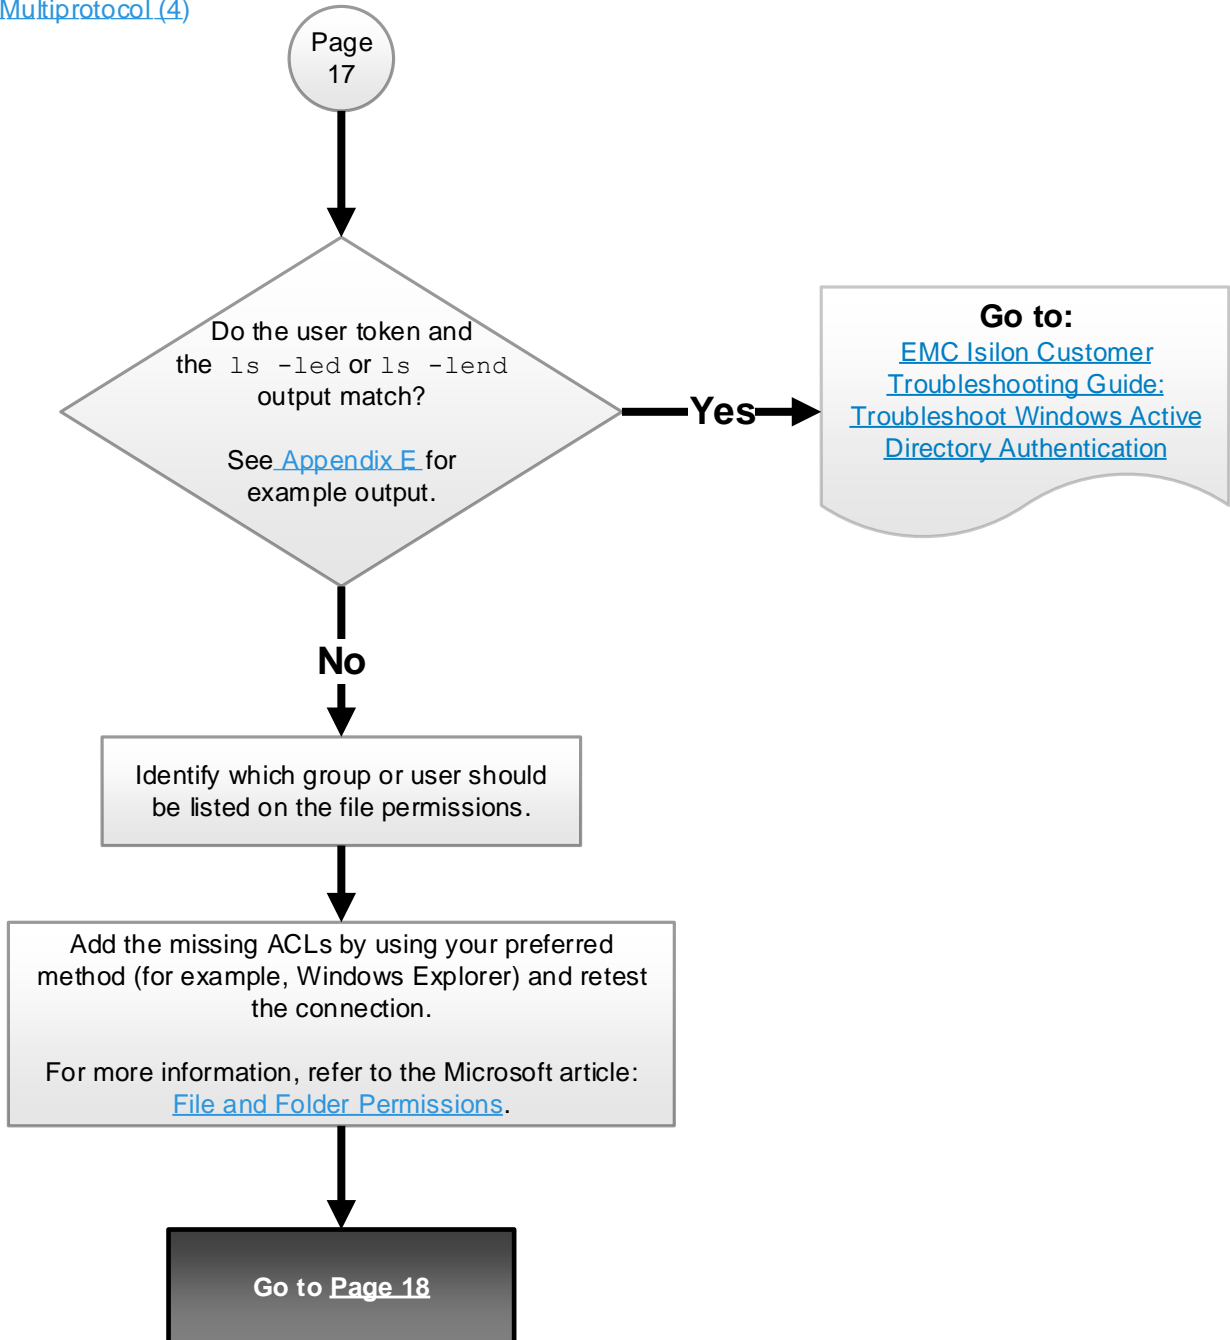 Multiprotocol (4)
Page
17
Do the user token and
the ls -led or ls -lend
output match?
See Appendix E for
example output.
Yes
Go to:
EMC Isilon Customer
Troubleshooting Guide:
Troubleshoot Windows Active
Directory Authentication
No
Identify which group or user should
be listed on the file permissions.
Add the missing ACLs by using your preferred
method (for example, Windows Explorer) and retest
the connection.
For more information, refer to the Microsoft article:
File and Folder Permissions.
Go to Page 18